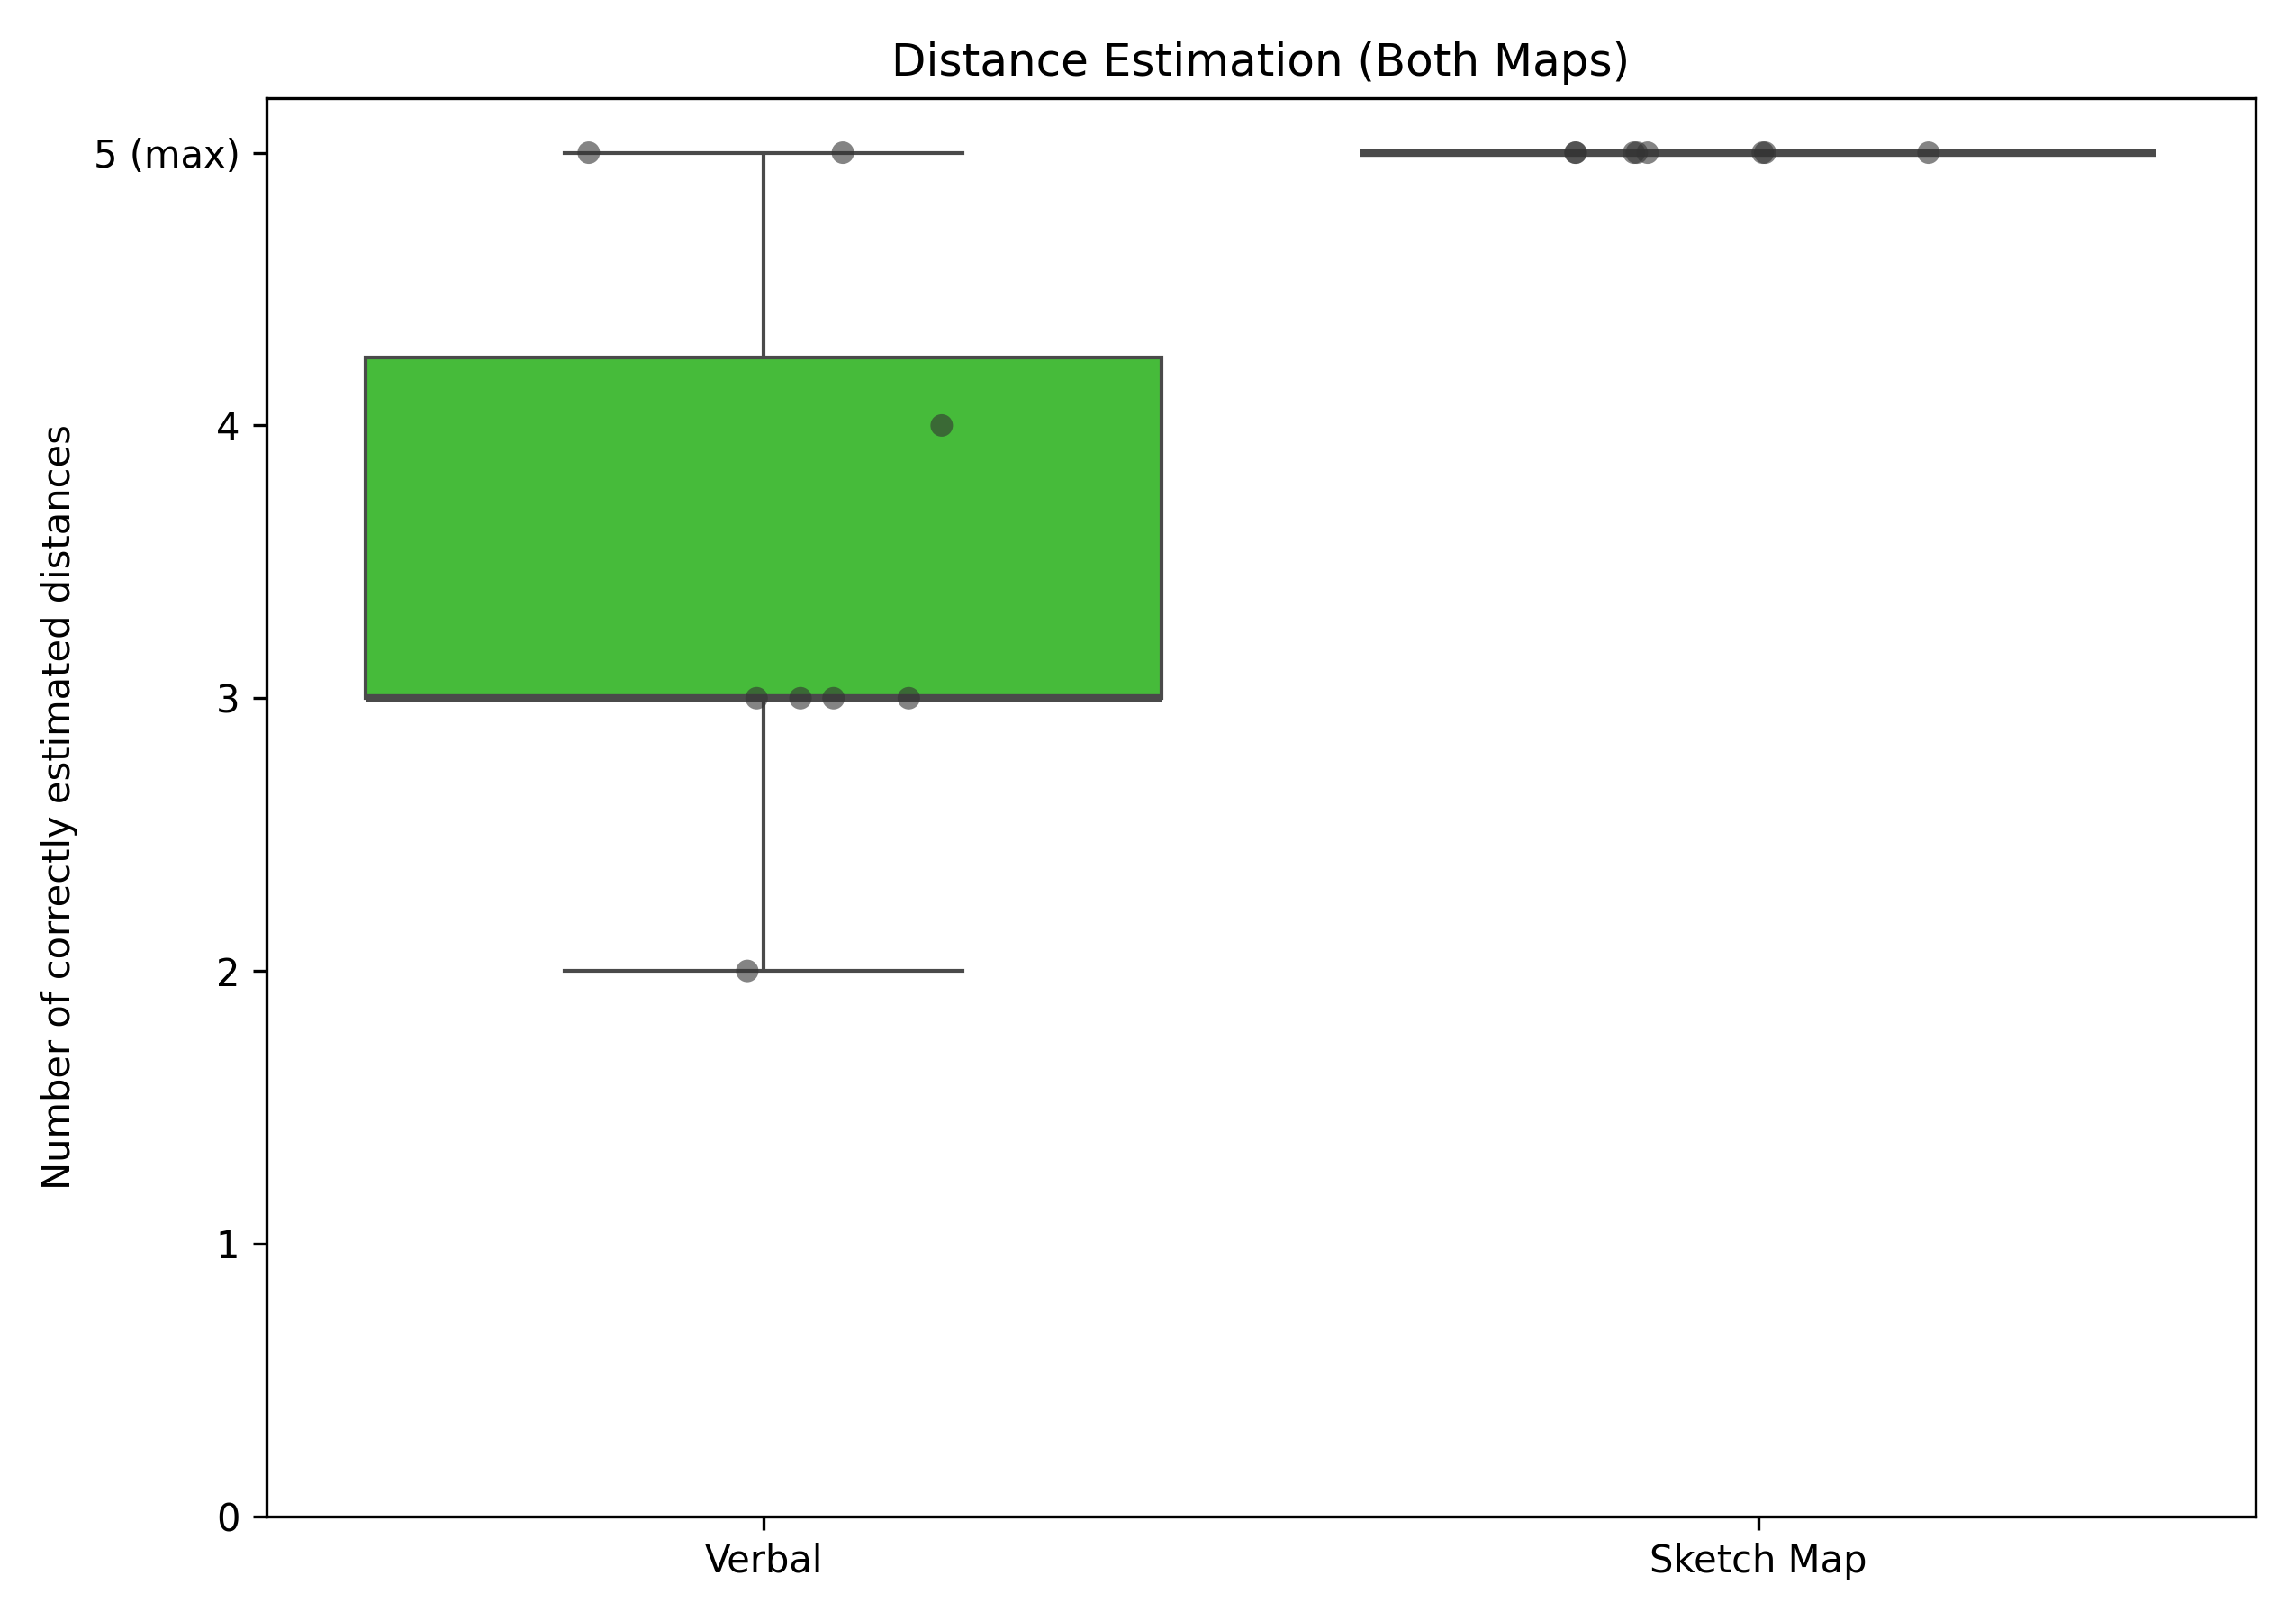 Distance Estimation (Both Maps)
Number of correctly estimated distances
5 (max)
4
3
2
1
0
Verbal
Sketch Map